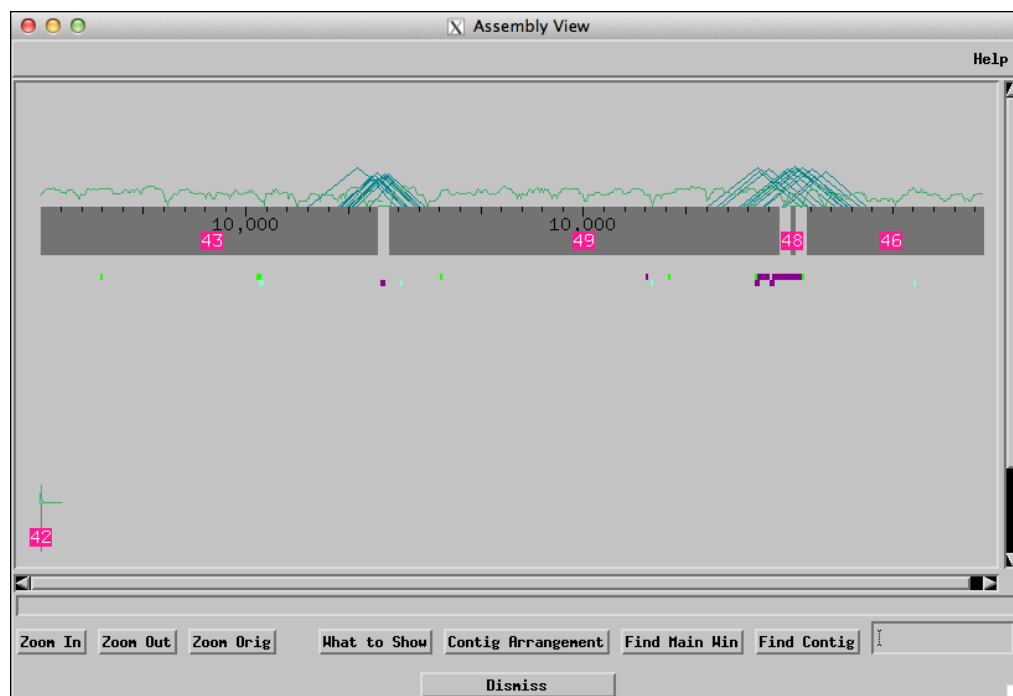 Assembly View
Help
10,000 10,000
43 49 48 46
42
Zoom In Zoom Out Zoom Orig What to Show Contig Arrangement Find Main Win Find Contig
Dismiss